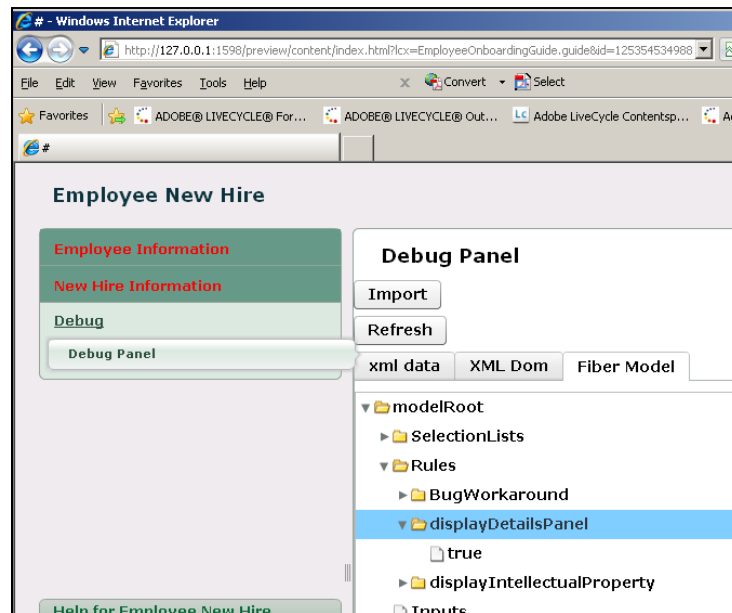 # - Windows Internet Explorer
http://127.0.0.1:1598/preview/content/index.html?lcx=EmployeeOnboardingGuide.guide&id=125354534988
File Edit View Favorites Tools Help x Convert Select
Favorites ADOBE® LIVECYCLE® For... ADOBE® LIVECYCLE® Out... LC Adobe LiveCycle Contentsp... A
#
Employee New Hire
Employee Information
New Hire Information
Debug
Debug Panel
Debug Panel
Import
Refresh
xml data XML Dom Fiber Model
modelRoot
SelectionLists
Rules
BugWorkaround
displayDetailsPanel
true
displayIntellectualProperty
Inputs
Help for Employee New Hire